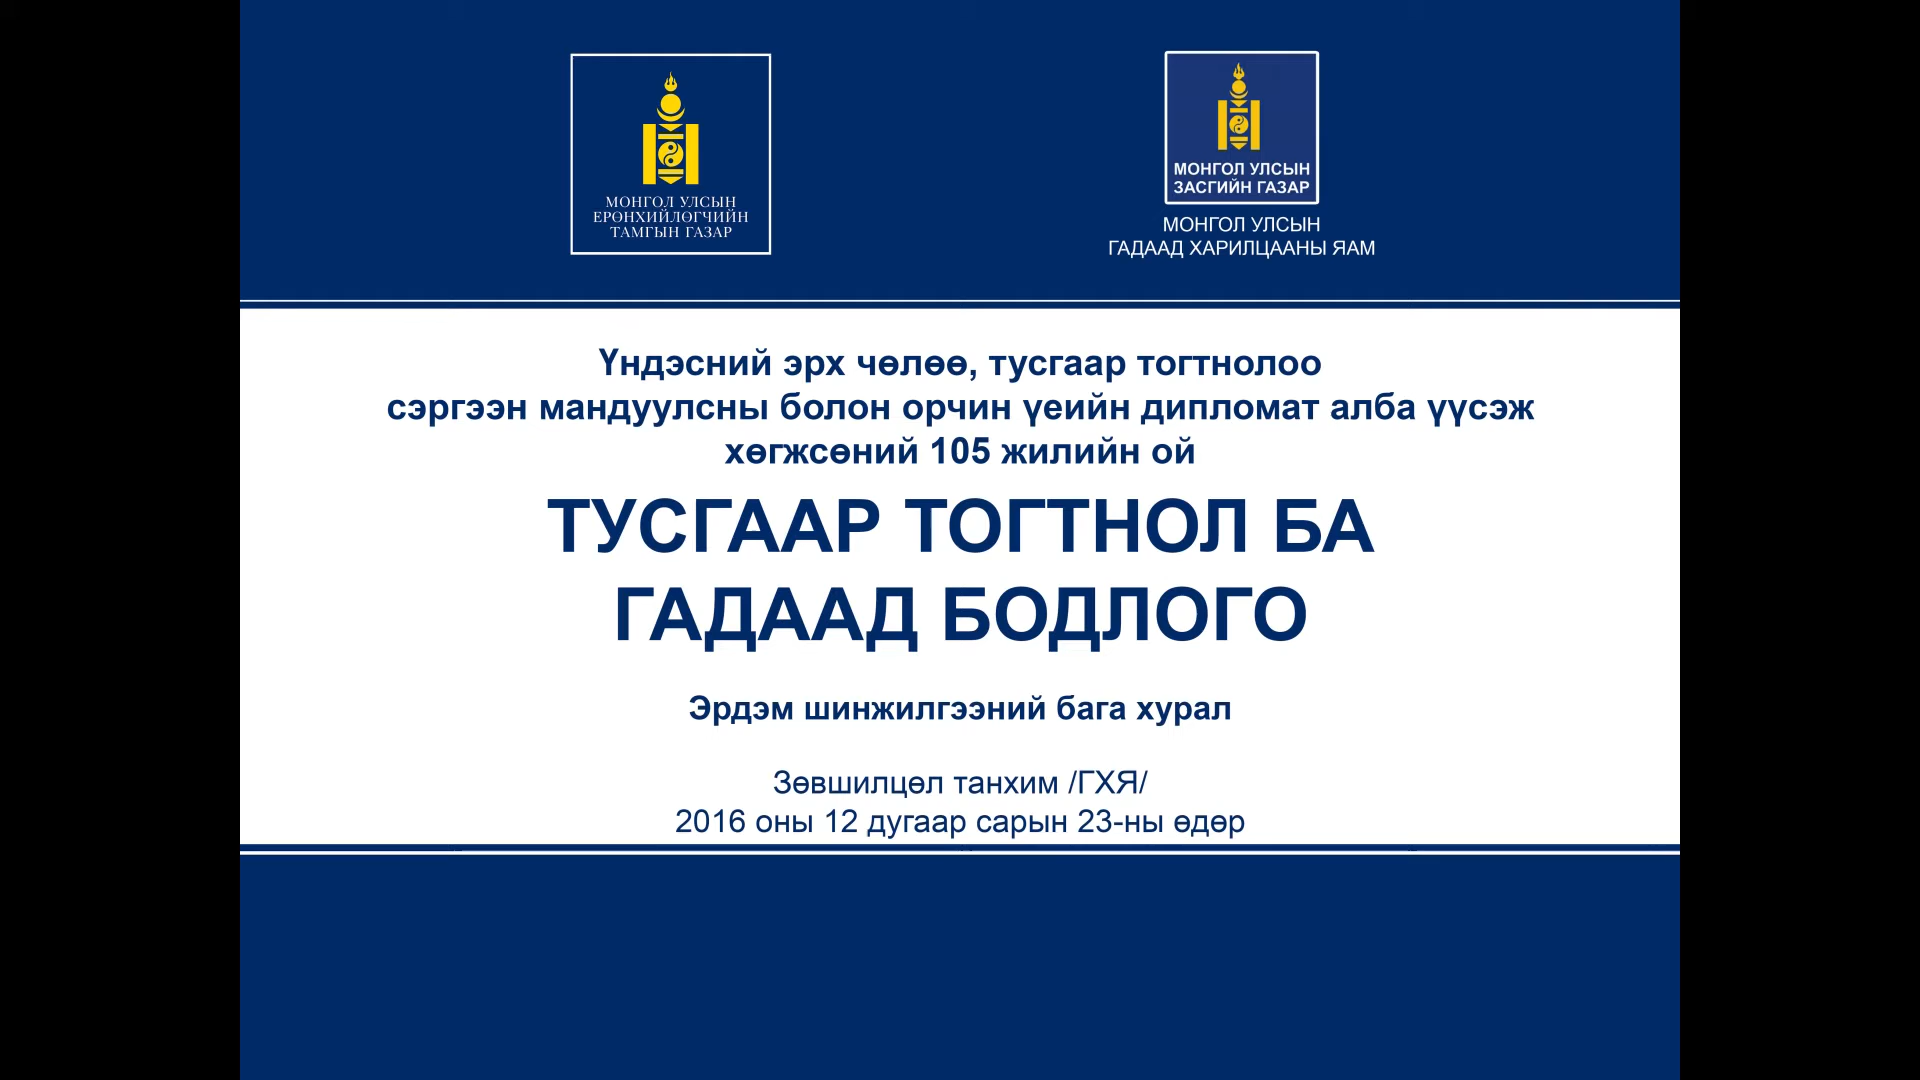 МОНГОЛ УЛСЫН
ЕРӨНХИЙЛӨГЧИЙН
ТАМГЫН ГАЗАР
МОНГОЛ УЛСЫН
ЗАСГИЙН ГАЗАР
МОНГОЛ УЛСЫН
ГАДААД ХАРИЛЦААНЫ ЯАМ
Үндэсний эрх чөлөө, тусгаар тогтнолоо
сэргээн мандуулсны болон орчин үеийн дипломат алба үүсэж
хөгжсөний 105 жилийн ой
ТУСГААР ТОГТНОЛ БА
ГАДААД БОДЛОГО
Эрдэм шинжилгээний бага хурал
Зөвшилцөл танхим /ГХЯ/
2016 оны 12 дугаар сарын 23-ны өдөр